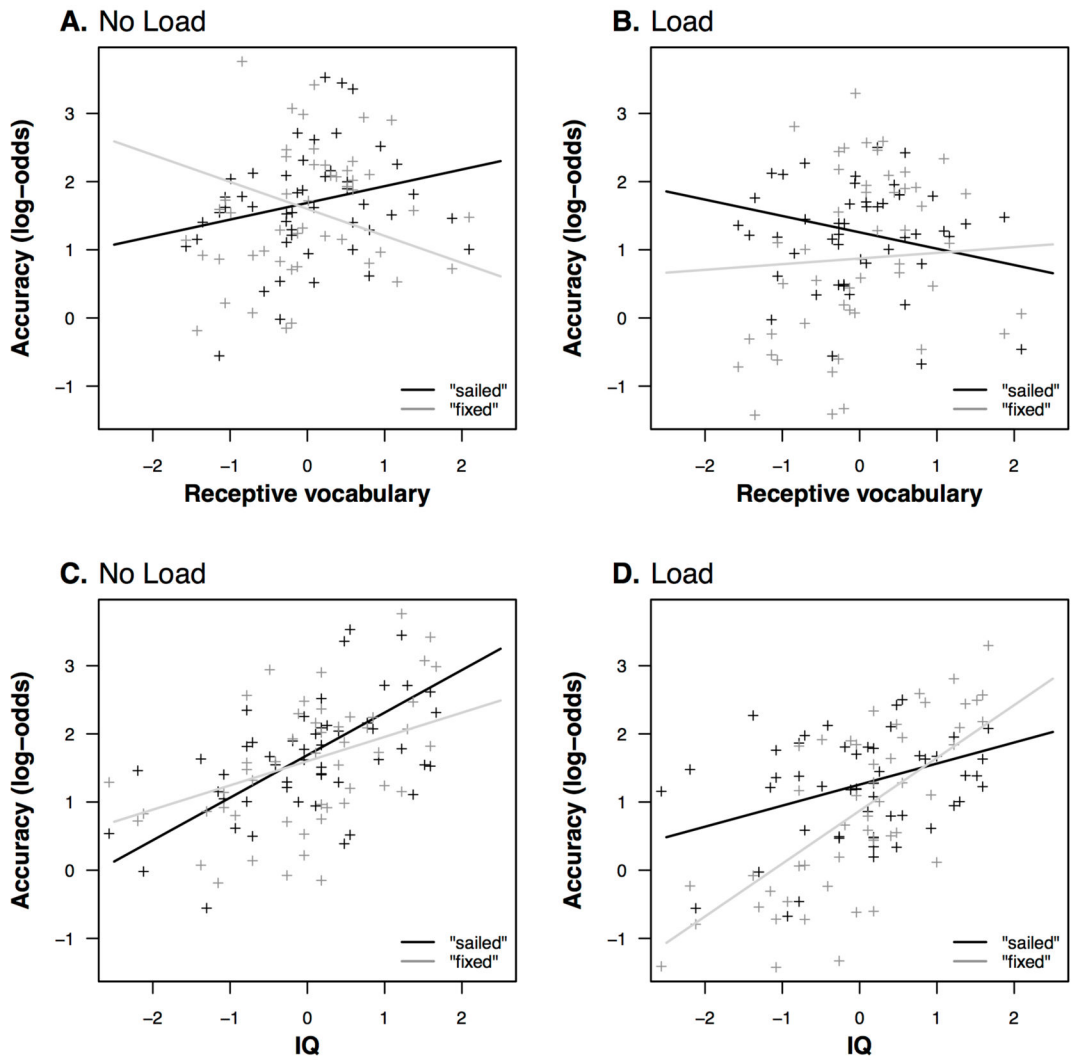 A. No Load
Accuracy (log−odds)
3
2
1
0
−1
"sailed"
"fixed"
−2 −1 0 1 2
Receptive vocabulary
B. Load
Accuracy (log−odds)
3
2
1
0
−1
"sailed"
"fixed"
−2 −1 0 1 2
Receptive vocabulary
C. No Load
Accuracy (log−odds)
3
2
1
0
−1
"sailed"
"fixed"
−2 −1 0 1 2
IQ
D. Load
Accuracy (log−odds)
3
2
1
0
−1
"sailed"
"fixed"
−2 −1 0 1 2
IQ